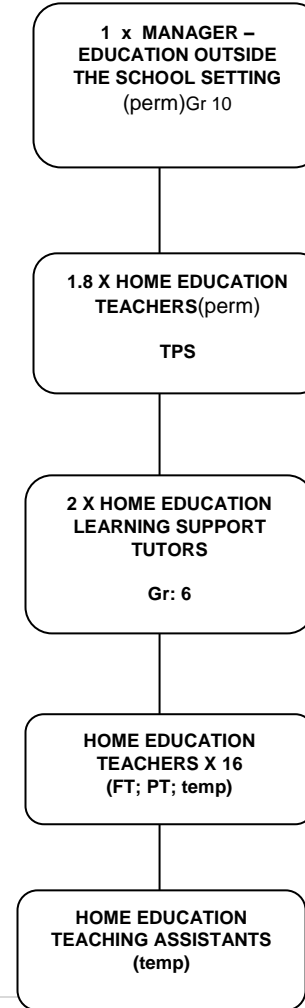 1 x MANAGER –
EDUCATION OUTSIDE
THE SCHOOL SETTING
(perm)Gr 10
1.8 X HOME EDUCATION
TEACHERS(perm)
TPS
2 X HOME EDUCATION
LEARNING SUPPORT
TUTORS
Gr: 6
HOME EDUCATION
TEACHERS X 16
(FT; PT; temp)
HOME EDUCATION
TEACHING ASSISTANTS
(temp)